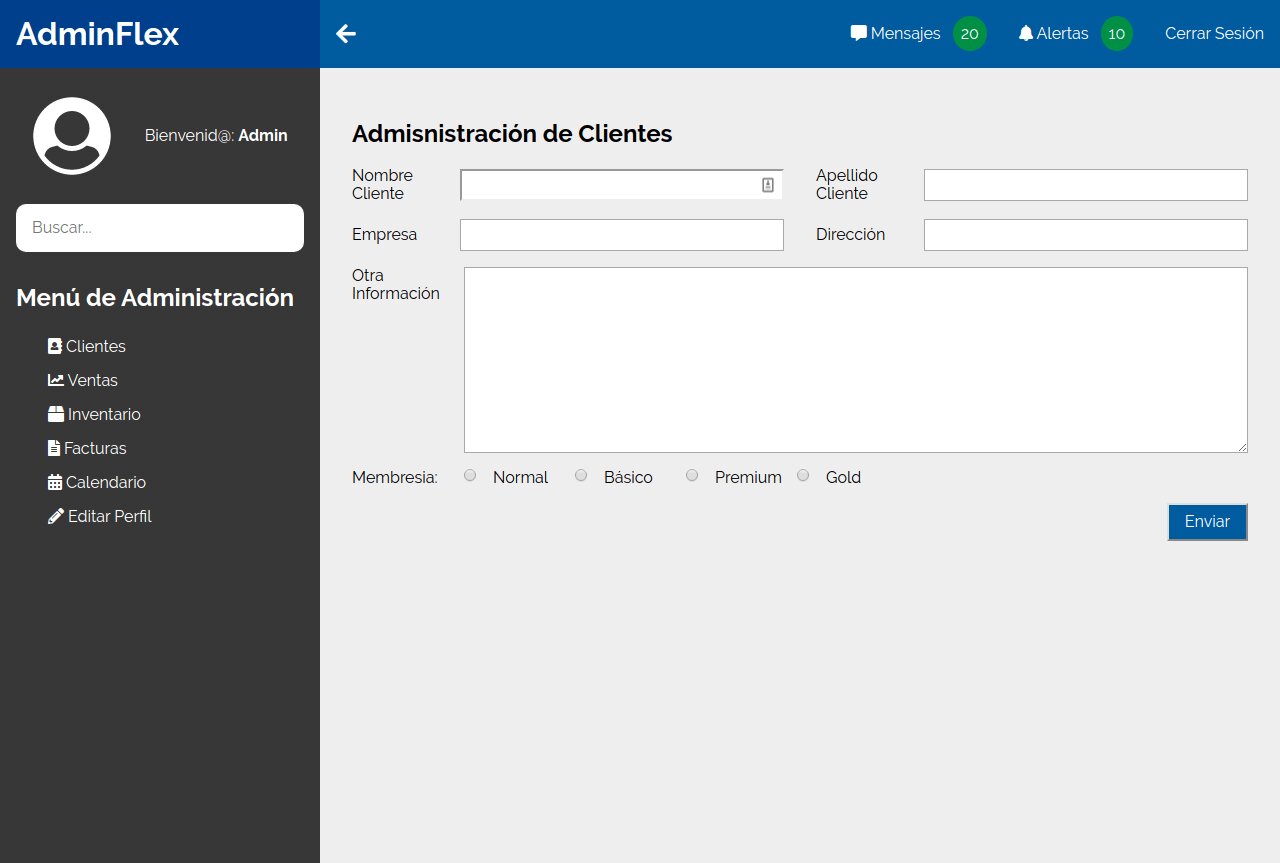 AdminFlex
Mensajes 20 Alertas 10 Cerrar Sesión
Bienvenid@: Admin
Buscar...
Menú de Administración
Clientes
Ventas
Inventario
Facturas
Calendario
Editar Perfil
Admisnistración de Clientes
Nombre
Cliente
Apellido
Cliente
Empresa
Dirección
Otra
Información
Membresia: Normal Básico Premium Gold
Enviar